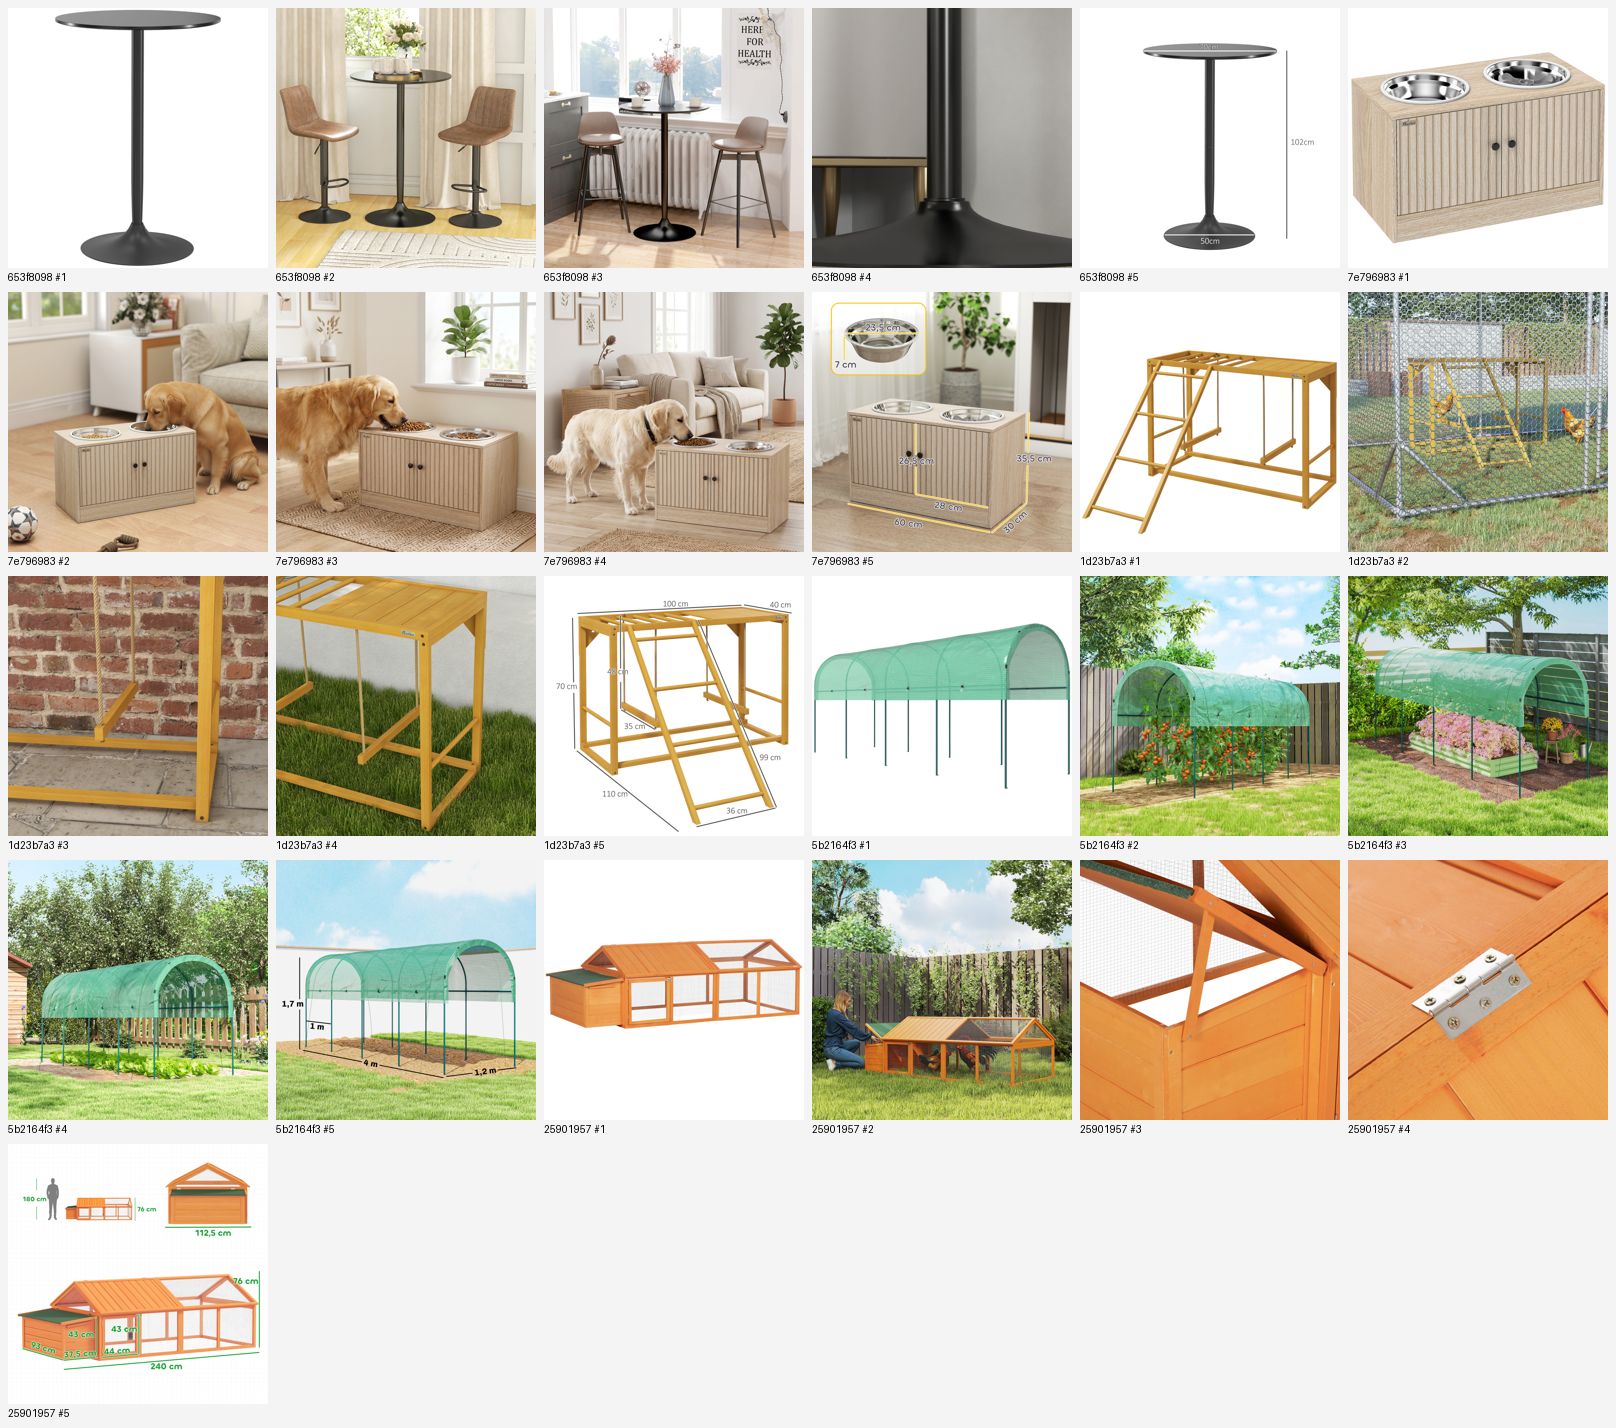 HERE
FOR
HEALTH
653f8098 #1
653f8098 #2
653f8098 #3
653f8098 #4
102cm
50cm
653f8098 #5
7e796983 #1
7e796983 #2
7e796983 #3
7e796983 #4
23,5 cm
7 cm
26,5 cm
35,5 cm
28 cm
60 cm
30 cm
7e796983 #5
1d23b7a3 #1
1d23b7a3 #2
1d23b7a3 #3
1d23b7a3 #4
100 cm
40 cm
70 cm
35 cm
99 cm
110 cm
36 cm
1d23b7a3 #5
5b2164f3 #1
5b2164f3 #2
5b2164f3 #3
5b2164f3 #4
1,7 m
1 m
4 m
1,2 m
5b2164f3 #5
25901957 #1
25901957 #2
25901957 #3
25901957 #4
180 cm
76 cm
112,5 cm
76 cm
43 cm
43 cm
93 cm
37,5 cm
44 cm
240 cm
25901957 #5